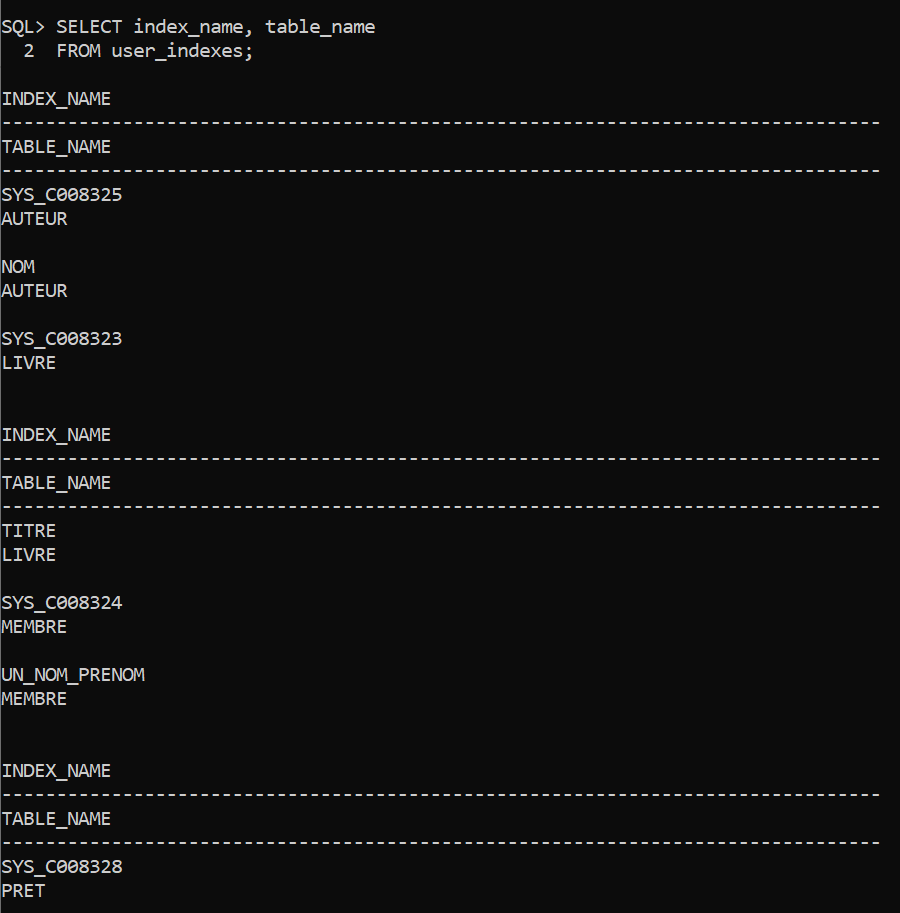 SQL> SELECT index_name, table_name
  2  FROM user_indexes;
INDEX_NAME
--------------------------------------------------------------------------------
TABLE_NAME
--------------------------------------------------------------------------------
SYS_C008325
AUTEUR
NOM
AUTEUR
SYS_C008323
LIVRE
INDEX_NAME
--------------------------------------------------------------------------------
TABLE_NAME
--------------------------------------------------------------------------------
TITRE
LIVRE
SYS_C008324
MEMBRE
UN_NOM_PRENOM
MEMBRE
INDEX_NAME
--------------------------------------------------------------------------------
TABLE_NAME
--------------------------------------------------------------------------------
SYS_C008328
PRET